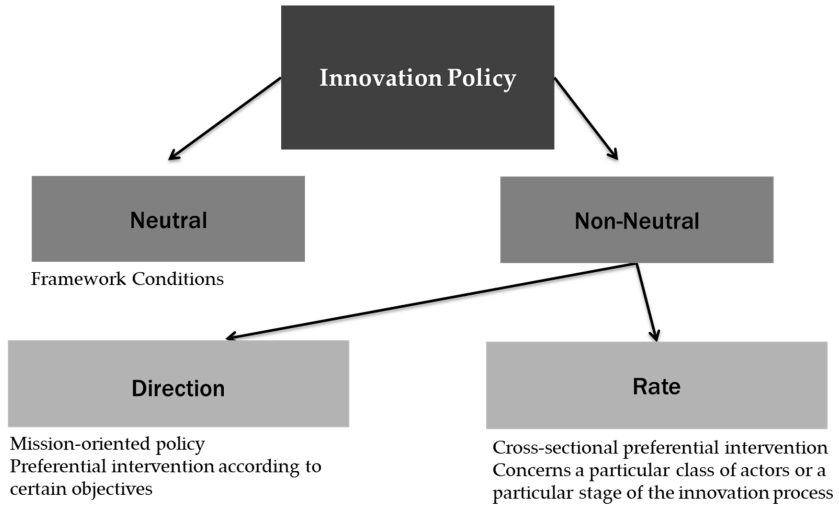 Innovation Policy
Neutral
Non-Neutral
Framework Conditions
Direction
Rate
Mission-oriented policy
Preferential intervention according to
certain objectives
Cross-sectional preferential intervention
Concerns a particular class of actors or a
particular stage of the innovation process